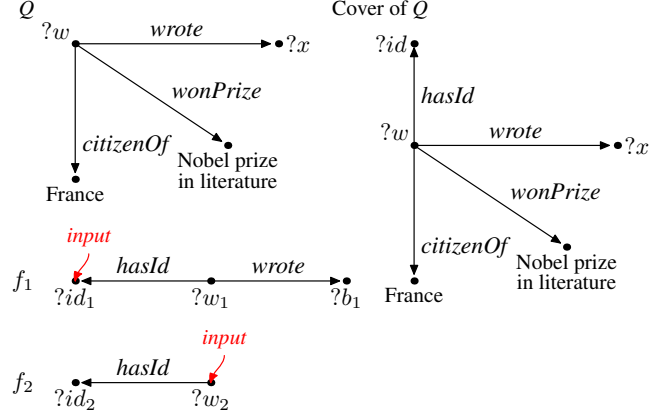 Q
?w
wrote
?x
wonPrize
citizenOf
Nobel prize
in literature
France
Cover of Q
?id
hasId
?w
wrote
?x
wonPrize
citizenOf
Nobel prize
in literature
France
input
f₁
hasId
wrote
?id₁
?w₁
?b₁
input
f₂
hasId
?id₂
?w₂